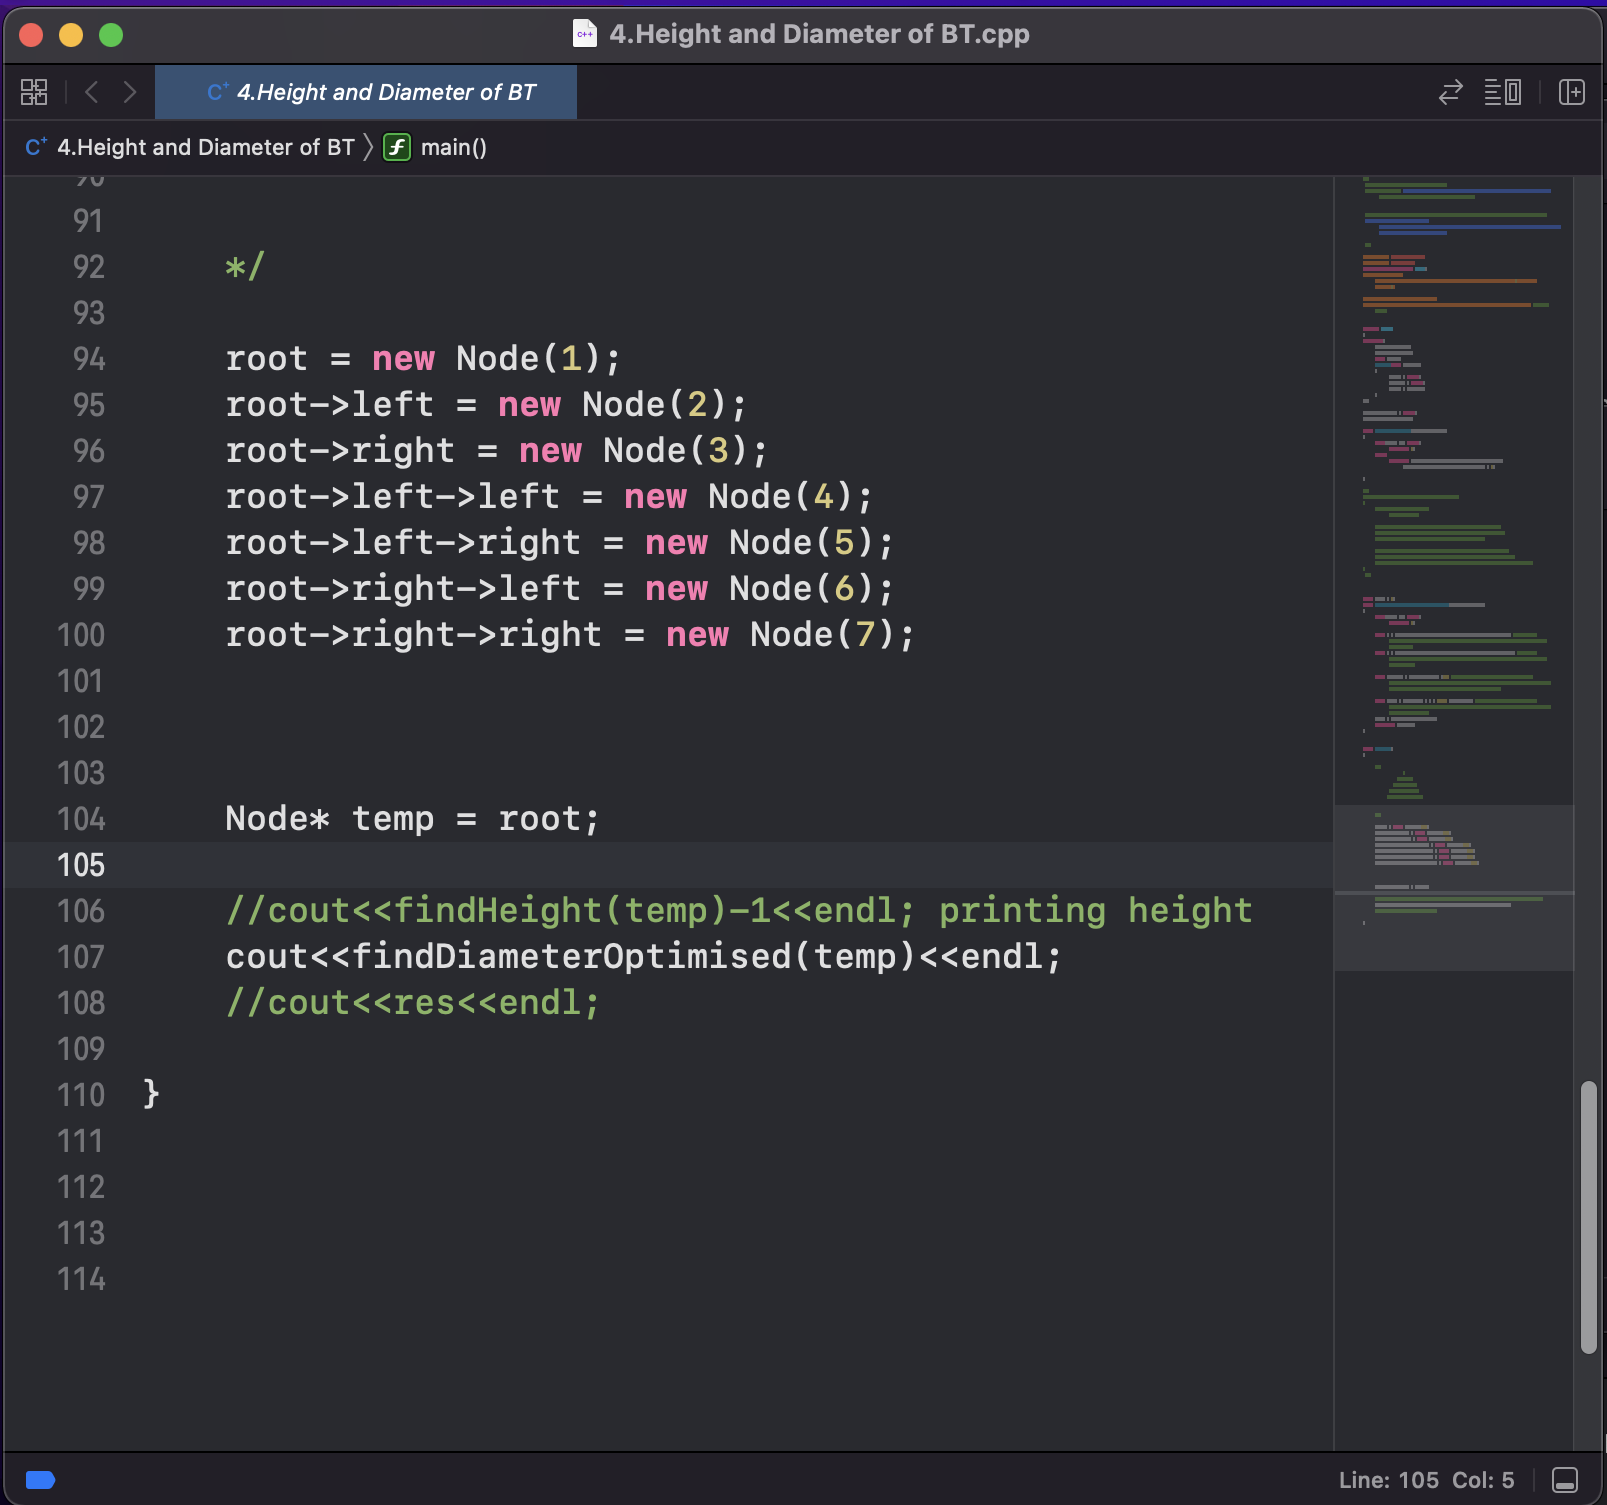 4.Height and Diameter of BT.cpp
4.Height and Diameter of BT
4.Height and Diameter of BT 〉 main()
90
91
92 */
93
94 root = new Node(1);
95 root->left = new Node(2);
96 root->right = new Node(3);
97 root->left->left = new Node(4);
98 root->left->right = new Node(5);
99 root->right->left = new Node(6);
100 root->right->right = new Node(7);
101
102
103
104 Node* temp = root;
105
106 //cout<<findHeight(temp)-1<<endl; printing height
107 cout<<findDiameterOptimised(temp)<<endl;
108 //cout<<res<<endl;
109
110 }
111
112
113
114
Line: 105 Col: 5